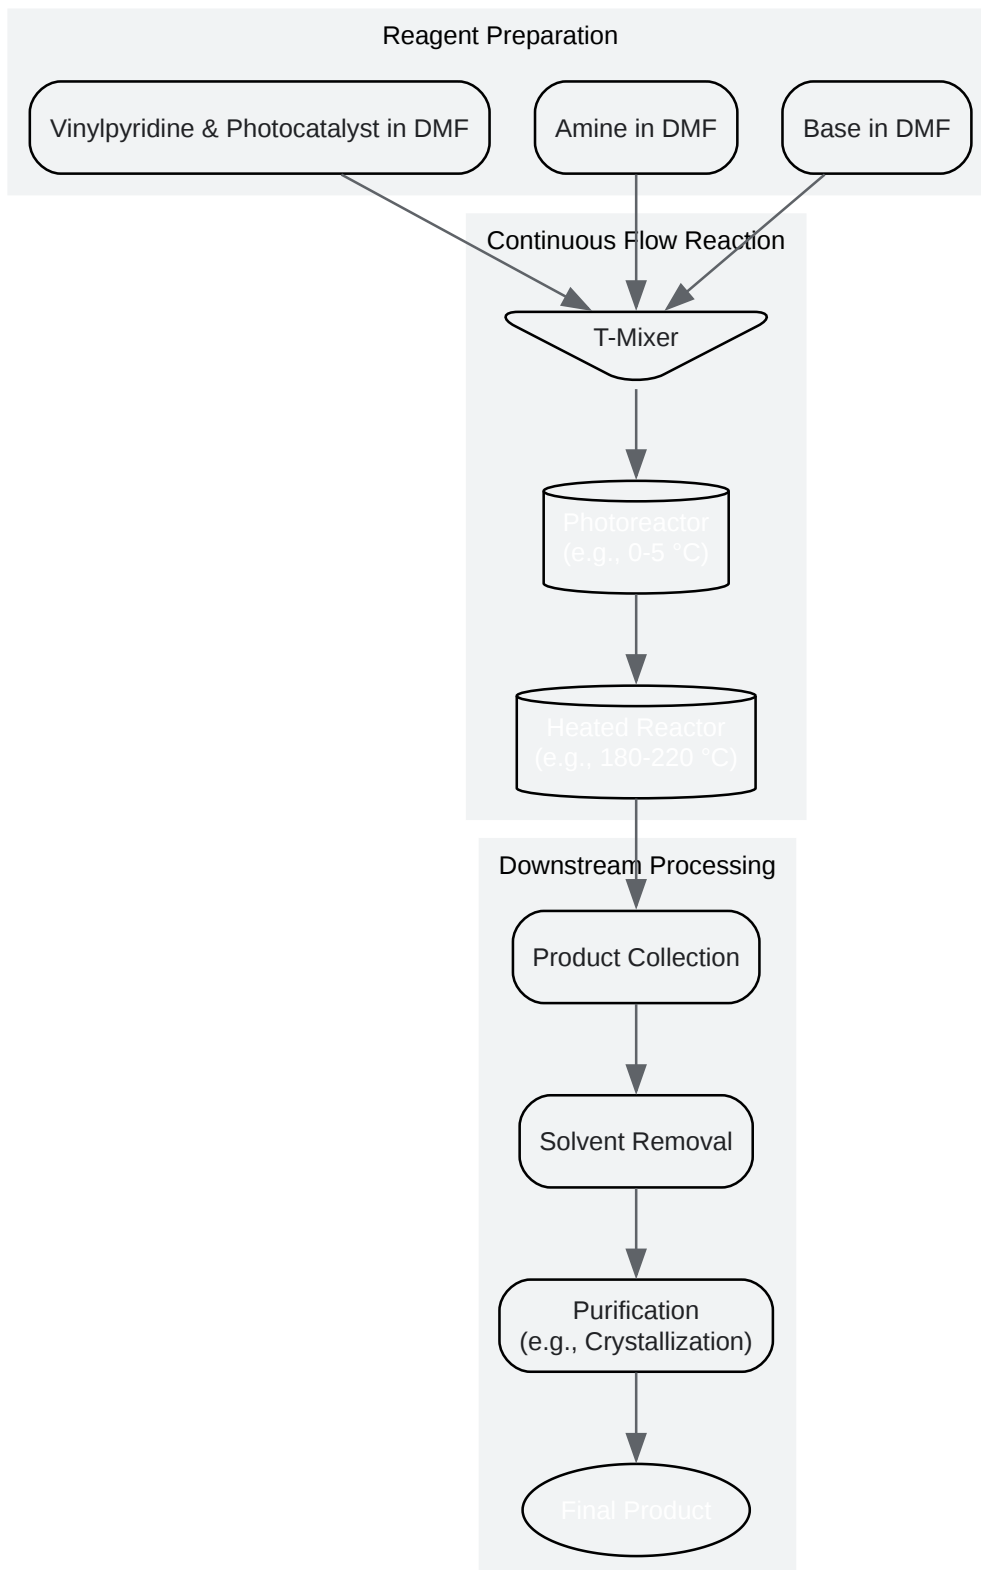 Reagent Preparation
Vinylpyridine & Photocatalyst in DMF
Amine in DMF
Base in DMF
Continuous Flow Reaction
T-Mixer
Photoreactor
(e.g., 0-5 °C)
Heated Reactor
(e.g., 180-220 °C)
Downstream Processing
Product Collection
Solvent Removal
Purification
(e.g., Crystallization)
Final Product